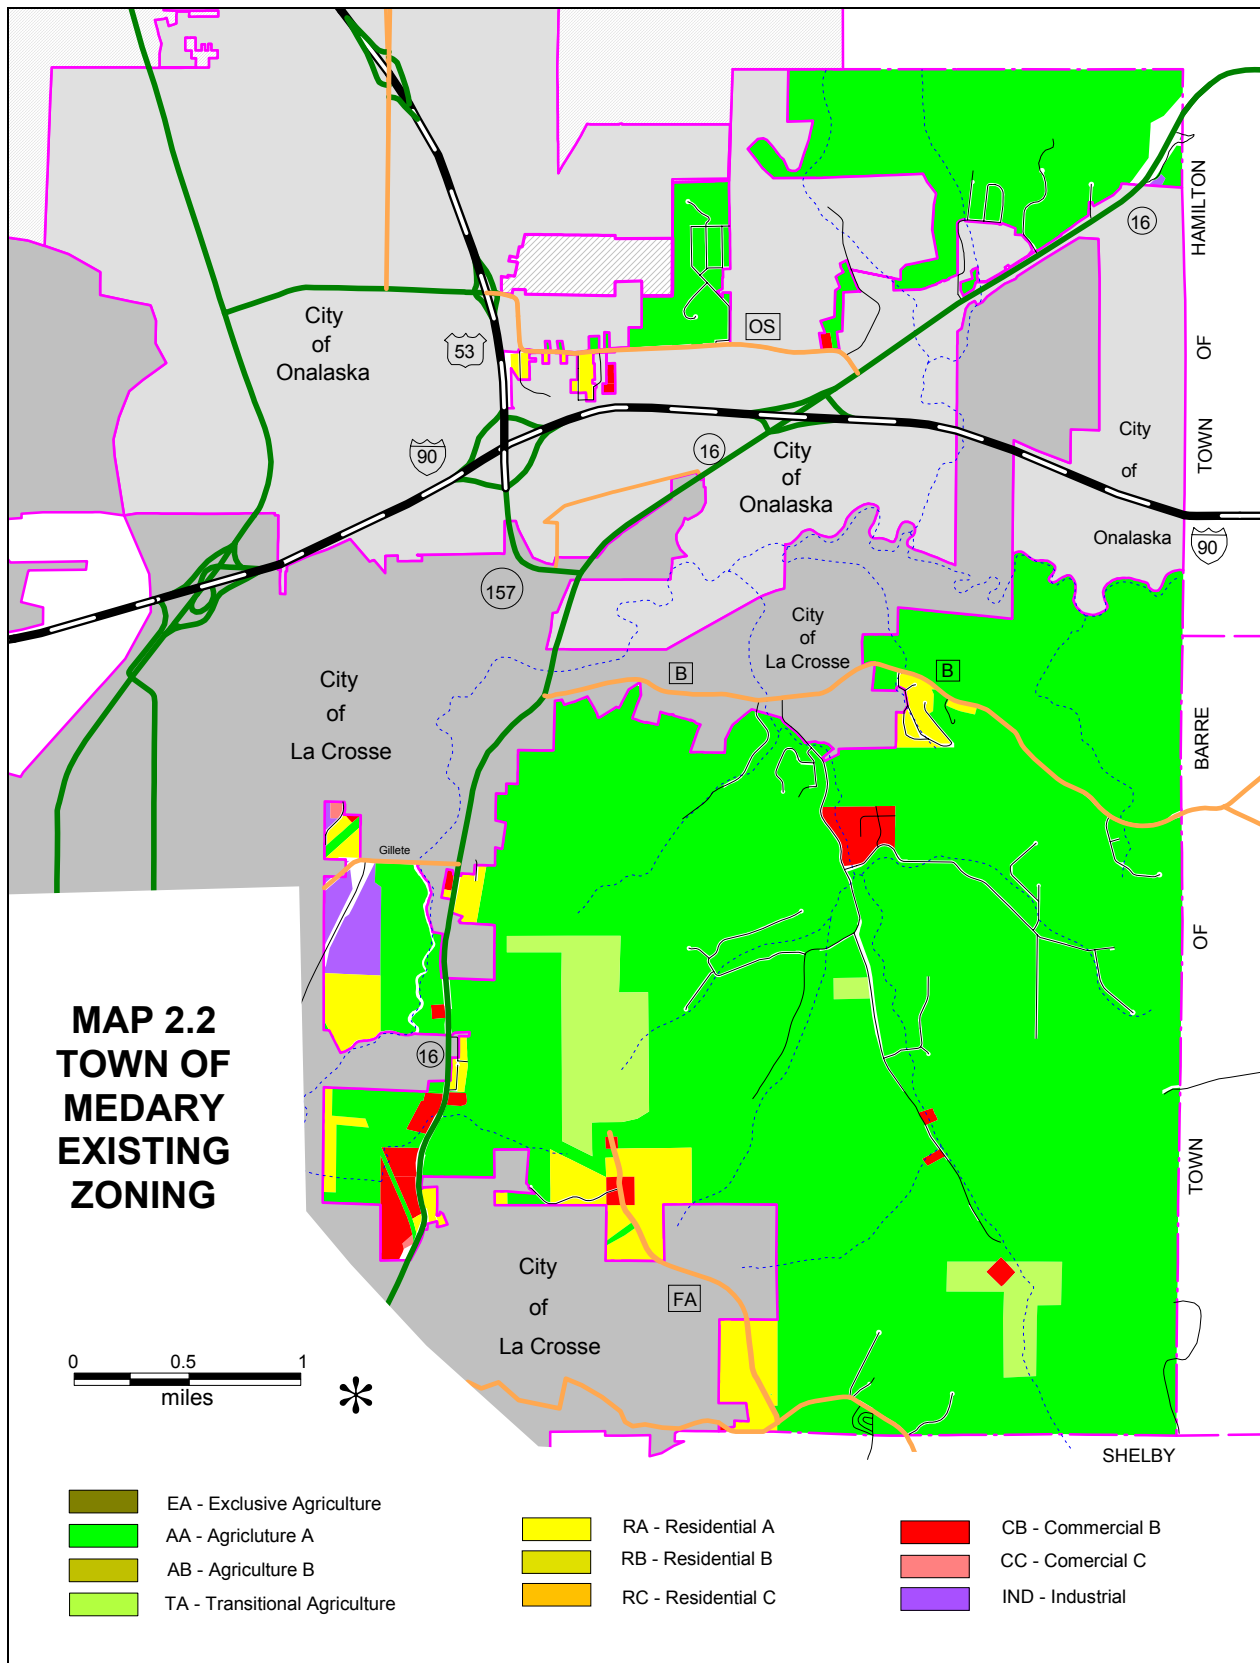 HAMILTON
16
City
of
Onalaska
53
OS
OF
90
16
City
of
Onalaska
City
of
TOWN
Onalaska
90
157
City
of
La Crosse
B
B
City
of
La Crosse
BARRE
Gillete
OF
MAP 2.2
TOWN OF
MEDARY
EXISTING
ZONING
16
TOWN
City
of
La Crosse
FA
0 0.5 1
miles
*
SHELBY
EA - Exclusive Agriculture
AA - Agricluture A
AB - Agriculture B
TA - Transitional Agriculture
RA - Residential A
RB - Residential B
RC - Residential C
CB - Commercial B
CC - Comercial C
IND - Industrial